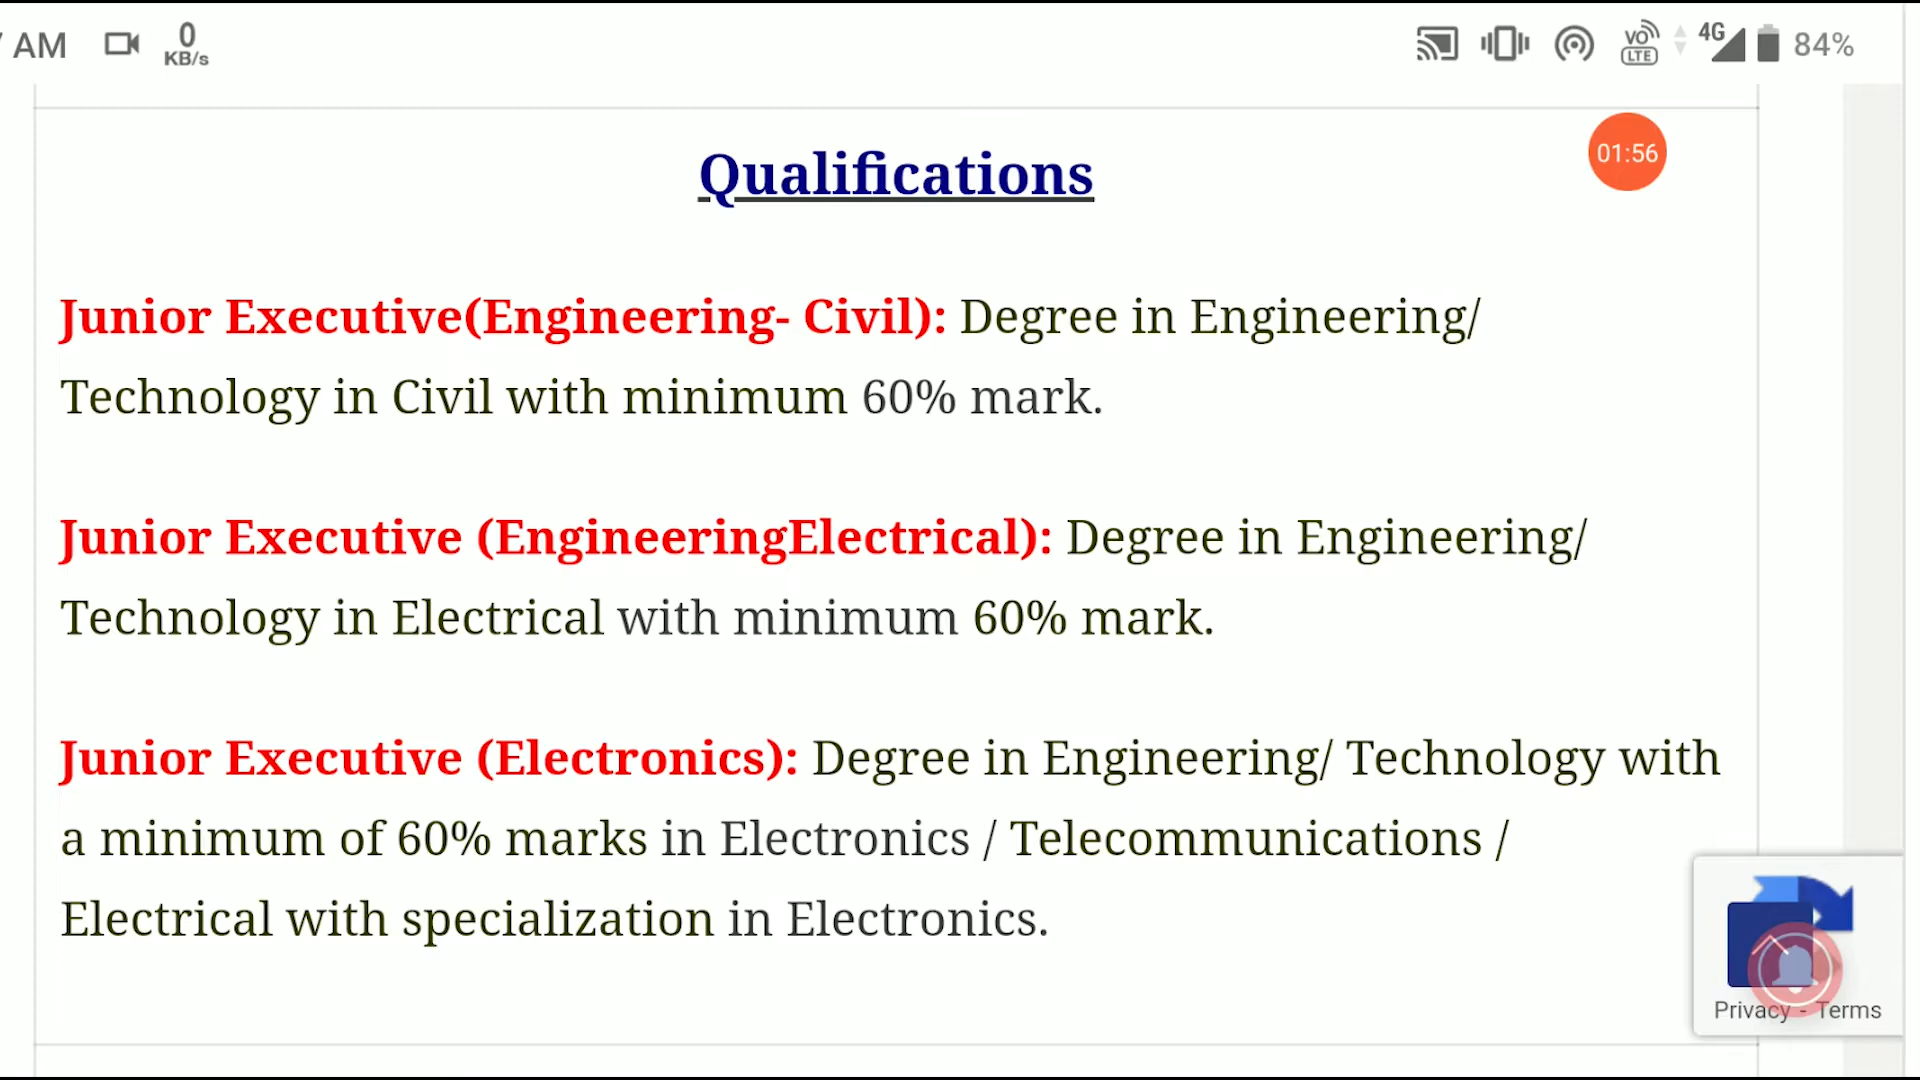 AM
0
KB/s
VO
LTE
4G
84%
Qualifications
01:56
Junior Executive(Engineering- Civil): Degree in Engineering/
Technology in Civil with minimum 60% mark.
Junior Executive (EngineeringElectrical): Degree in Engineering/
Technology in Electrical with minimum 60% mark.
Junior Executive (Electronics): Degree in Engineering/ Technology with
a minimum of 60% marks in Electronics / Telecommunications /
Electrical with specialization in Electronics.
Privacy - Terms